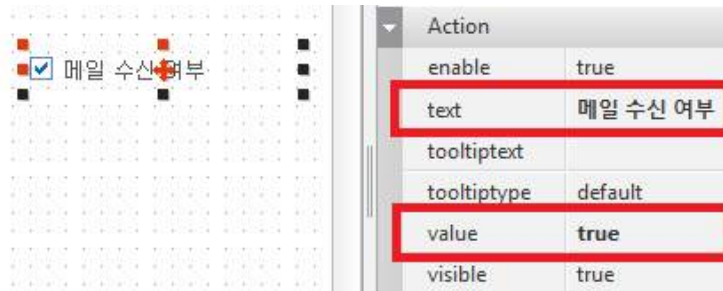 메일 수신 여부
Action
enable true
text 메일 수신 여부
tooltiptext
tooltiptype default
value true
visible true